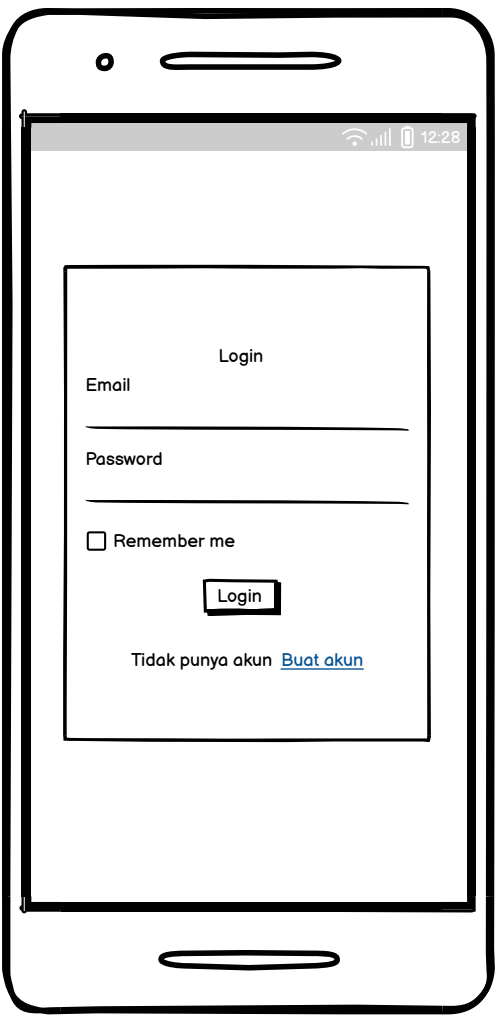 12:28
Login
Email
Password
Remember me
Login
Tidak punya akun Buat akun